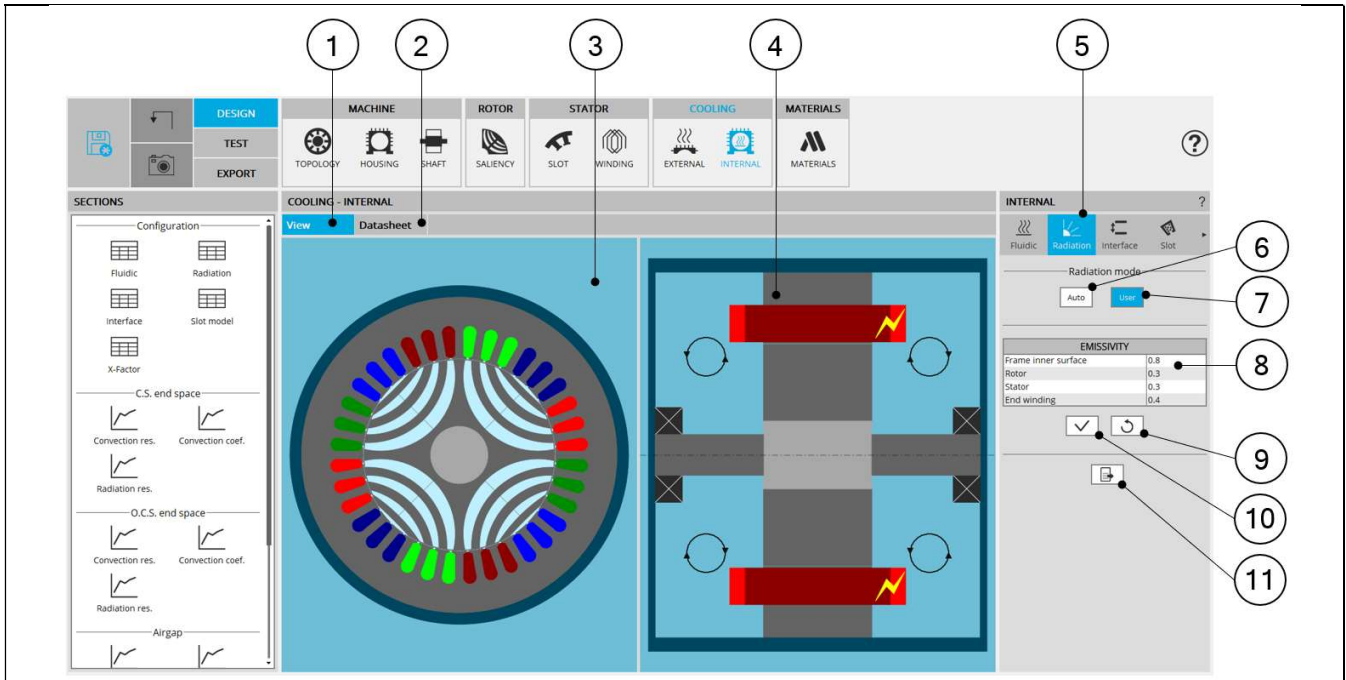 1 2 3 4 5
DESIGN
TEST
EXPORT
MACHINE ROTOR STATOR COOLING MATERIALS
TOPOLOGY HOUSING SHAFT SALIENCY SLOT WINDING EXTERNAL INTERNAL MATERIALS
?
SECTIONS
Configuration
Fluidic Radiation
Interface Slot model
X-Factor
C.S. end space
Convection res. Convection coef.
Radiation res.
O.C.S. end space
Convection res. Convection coef.
Radiation res.
Airgap
COOLING - INTERNAL
View Datasheet
INTERNAL ?
Fluidic Radiation Interface Slot
Radiation mode
Auto User
EMISSIVITY
Frame inner surface 0.8
Rotor 0.3
Stator 0.3
End winding 0.4
6
7
8
9
10
11